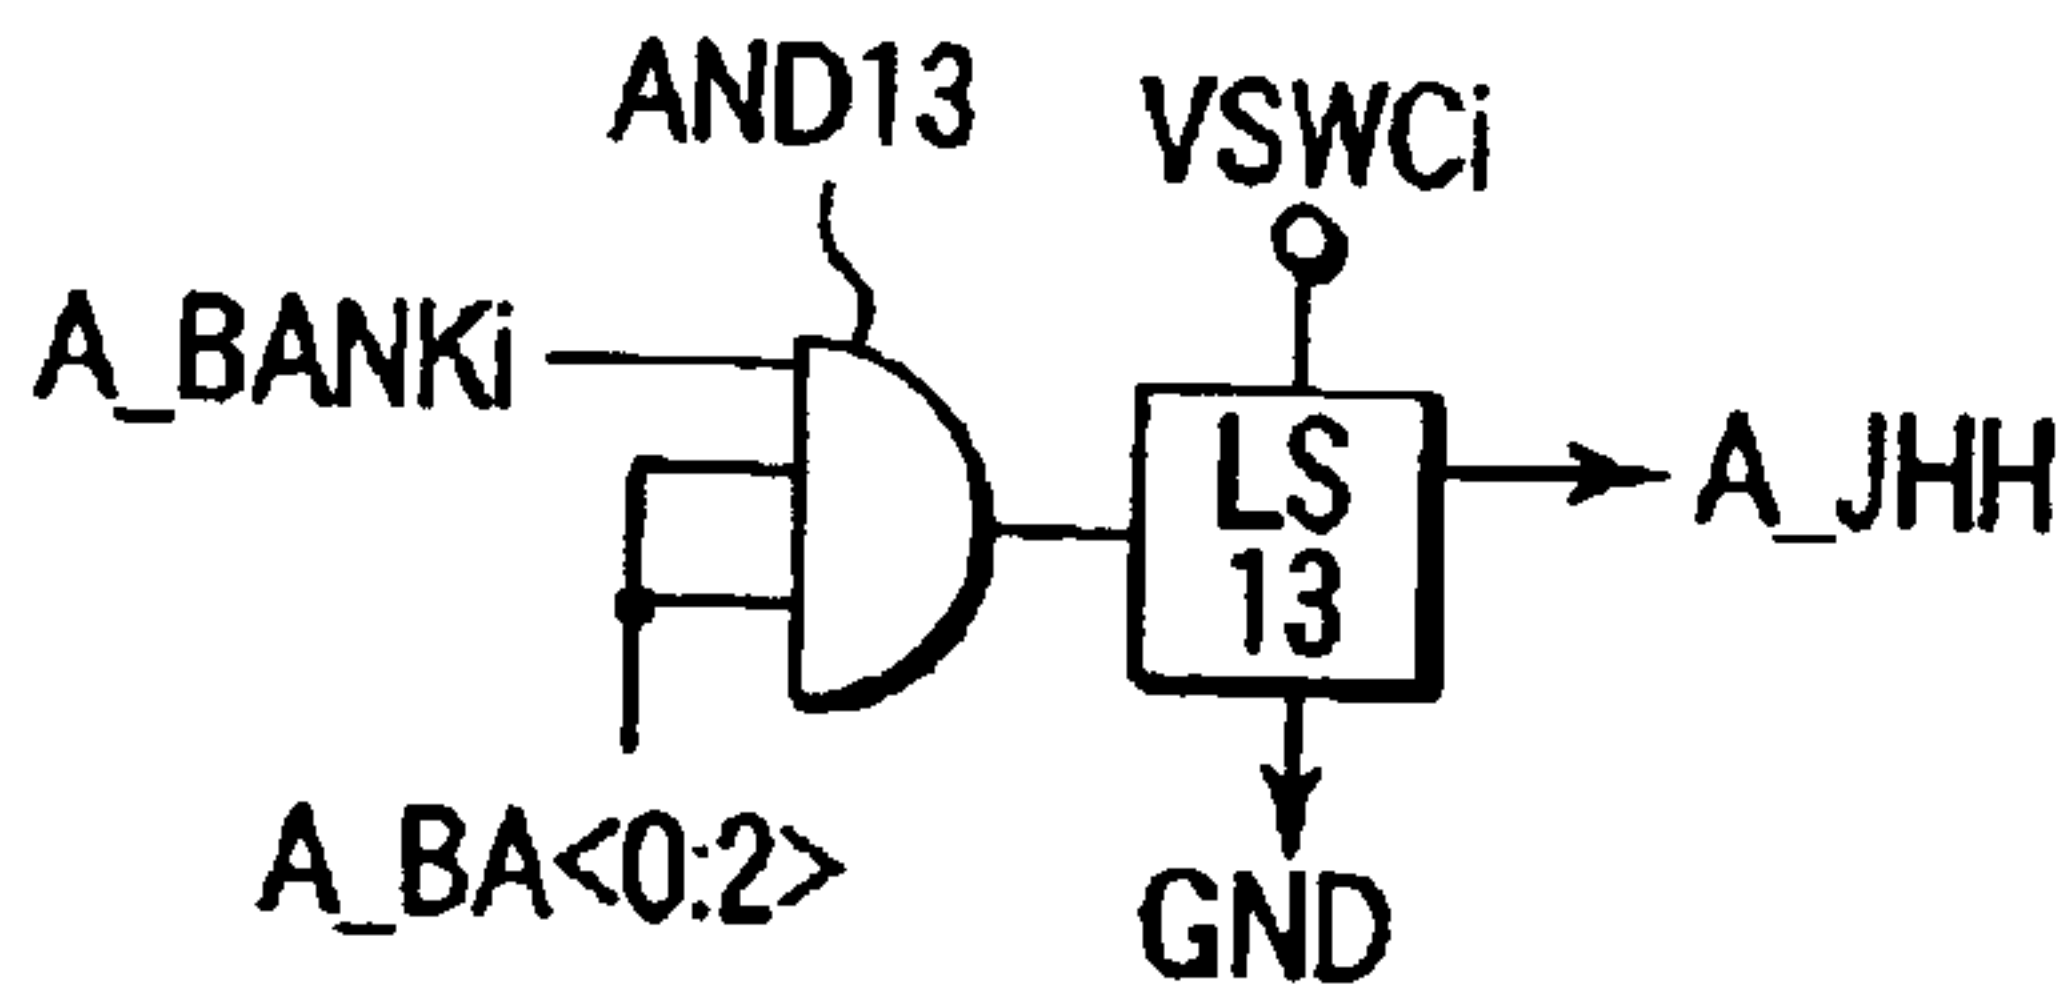 AND13
VSWCi
A_BANKi
LS
13
A_JHH
A_BA<0:2>
GND